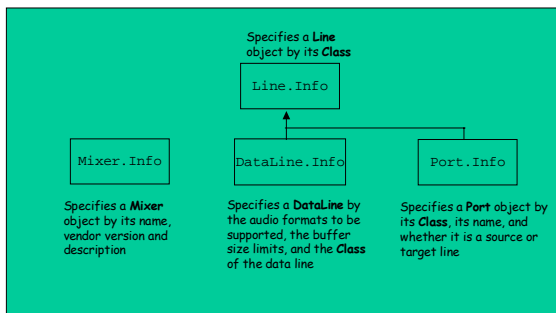 Specifies a Line
object by its Class
Line.Info
Mixer.Info
DataLine.Info
Port.Info
Specifies a Mixer
object by its name,
vendor version and
description
Specifies a DataLine by
the audio formats to be
supported, the buffer
size limits, and the Class
of the data line
Specifies a Port object by
its Class, its name, and
whether it is a source or
target line